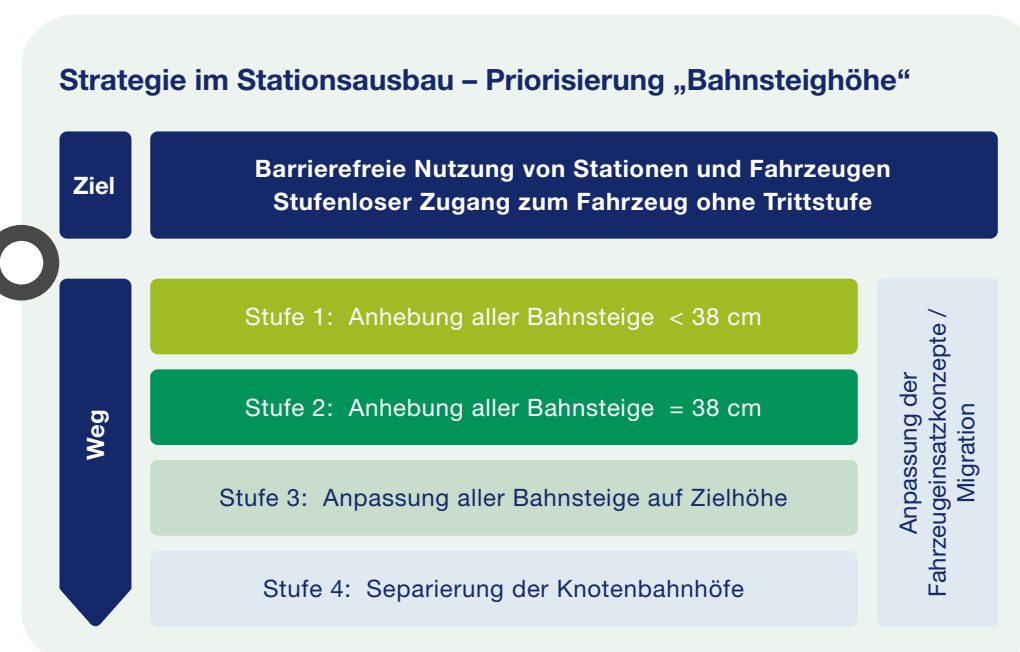 Strategie im Stationsausbau – Priorisierung „Bahnsteighöhe“
Ziel
Barrierefreie Nutzung von Stationen und Fahrzeugen
Stufenloser Zugang zum Fahrzeug ohne Trittstufe
Weg
Stufe 1: Anhebung aller Bahnsteige < 38 cm
Stufe 2: Anhebung aller Bahnsteige = 38 cm
Stufe 3: Anpassung aller Bahnsteige auf Zielhöhe
Stufe 4: Separierung der Knotenbahnhöfe
Anpassung der
Fahrzeugeinsatzkonzepte /
Migration